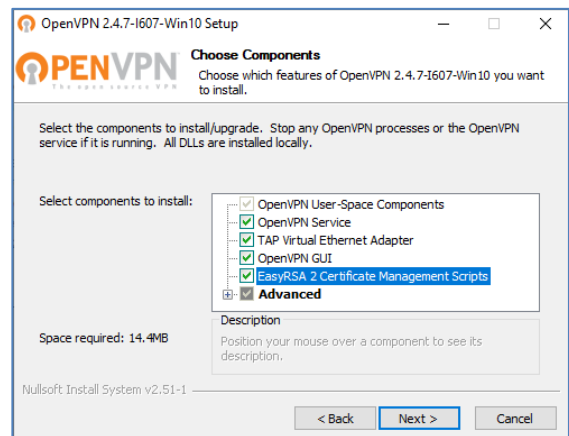 OpenVPN 2.4.7-I607-Win10 Setup
OPENVPN
The open source VPN
Choose Components
Choose which features of OpenVPN 2.4.7-I607-Win10 you want
to install.
Select the components to install/upgrade. Stop any OpenVPN processes or the OpenVPN
service if it is running. All DLLs are installed locally.
Select components to install:
OpenVPN User-Space Components
OpenVPN Service
TAP Virtual Ethernet Adapter
OpenVPN GUI
EasyRSA 2 Certificate Management Scripts
Advanced
Space required: 14.4MB
Description
Position your mouse over a component to see its
description.
Nullsoft Install System v2.51-1
< Back
Next >
Cancel